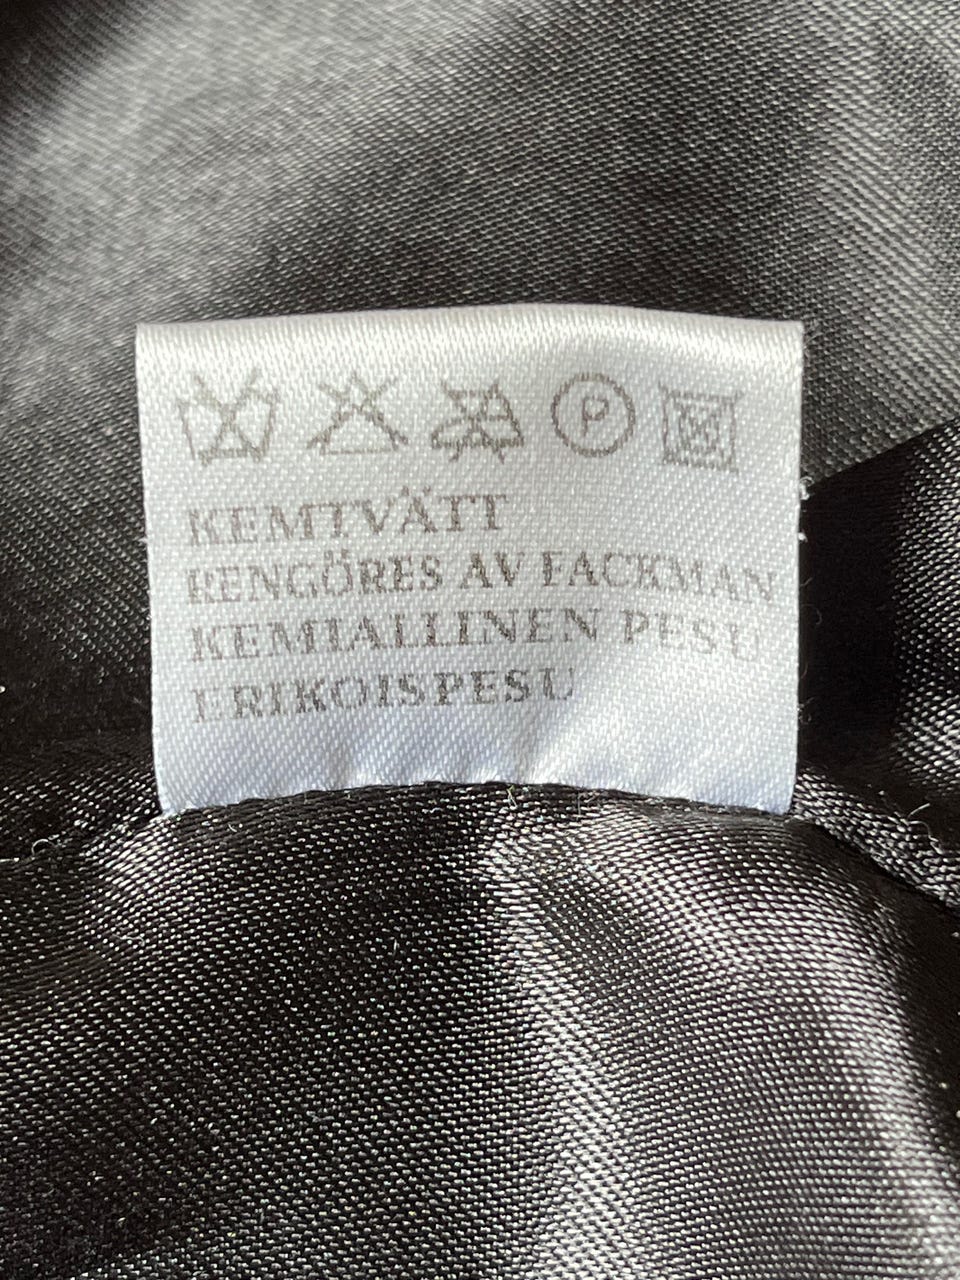 P
KEMTVÄTT
RENGÖRES AV FACKMAN
KEMIALLINEN PESU
ERIKOISPESU